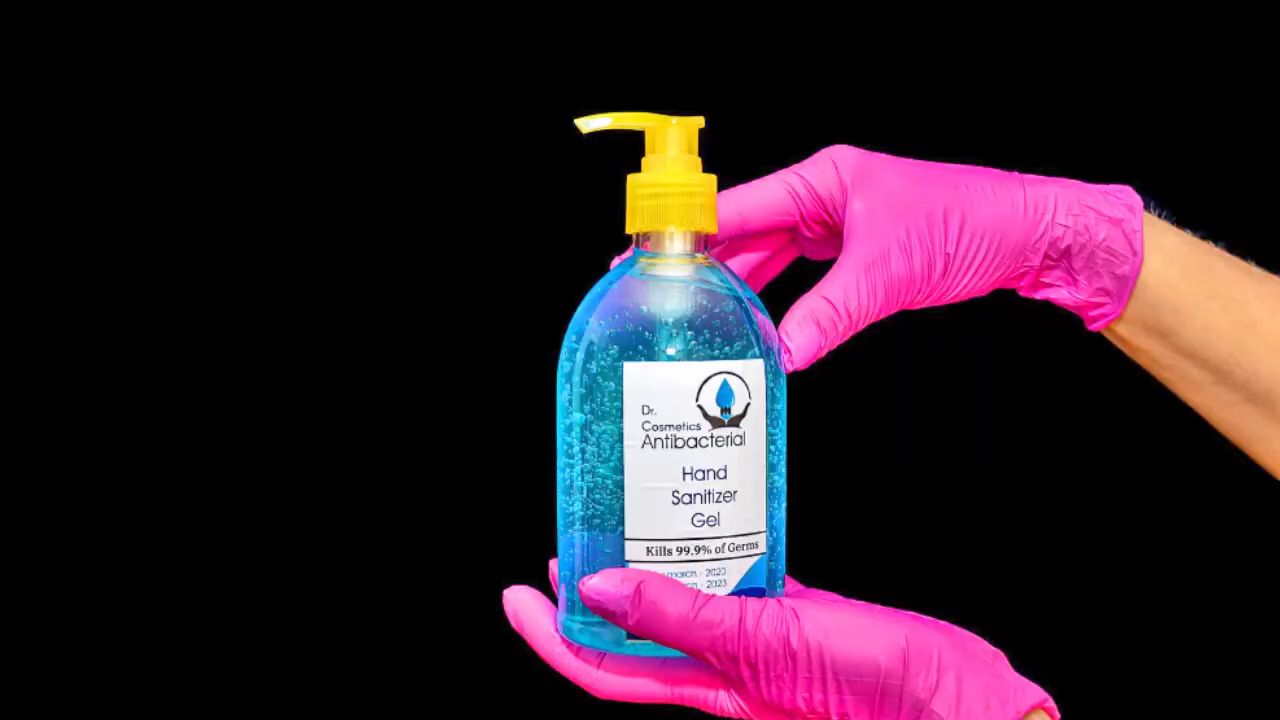 Dr.
Cosmetics
Antibacterial
Hand
Sanitizer
Gel
Kills 99.9% of Germs
march - 2020
2023